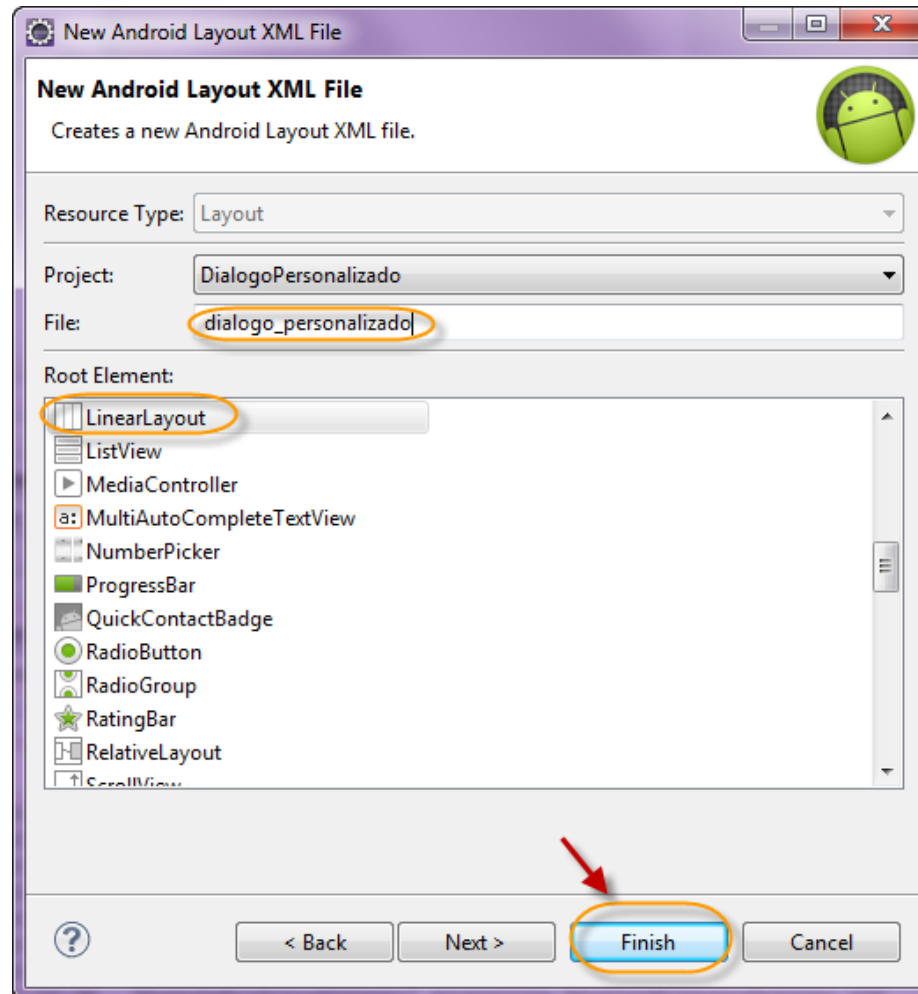 New Android Layout XML File
New Android Layout XML File
Creates a new Android Layout XML file.
Resource Type: Layout
Project: DialogoPersonalizado
File: dialogo_personalizado
Root Element:
LinearLayout
ListView
MediaController
a: MultiAutoCompleteTextView
NumberPicker
ProgressBar
QuickContactBadge
RadioButton
RadioGroup
RatingBar
RelativeLayout
ScrollView
? < Back Next > Finish Cancel